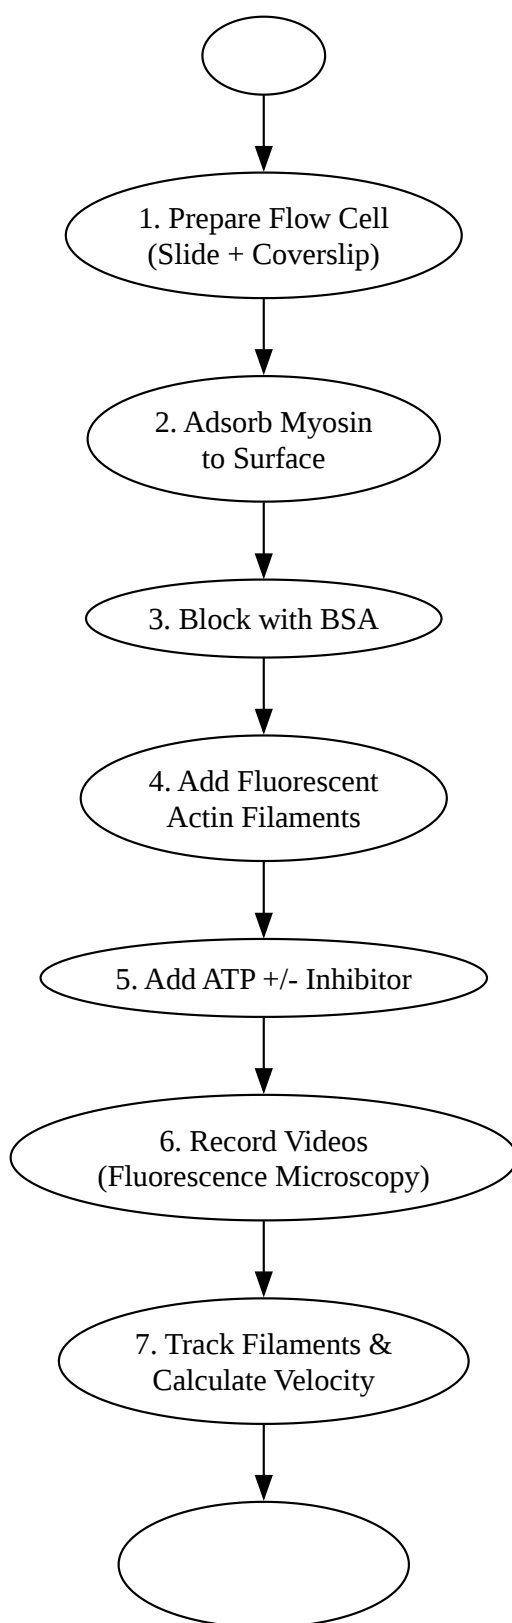 1. Prepare Flow Cell
(Slide + Coverslip)
2. Adsorb Myosin
to Surface
3. Block with BSA
4. Add Fluorescent
Actin Filaments
5. Add ATP +/- Inhibitor
6. Record Videos
(Fluorescence Microscopy)
7. Track Filaments &
Calculate Velocity